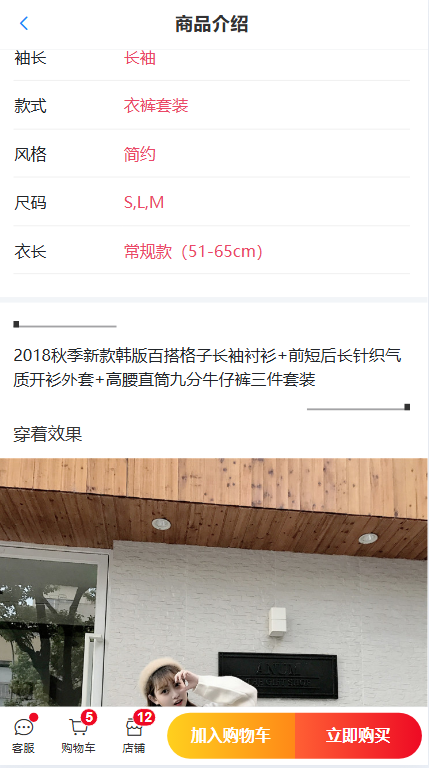 商品介绍
袖长 长袖
款式 衣裤套装
风格 简约
尺码 S,L,M
衣长 常规款（51-65cm）
2018秋季新款韩版百搭格子长袖衬衫+前短后长针织气
质开衫外套+高腰直筒九分牛仔裤三件套装
穿着效果
5 12
客服 购物车 店铺 加入购物车 立即购买